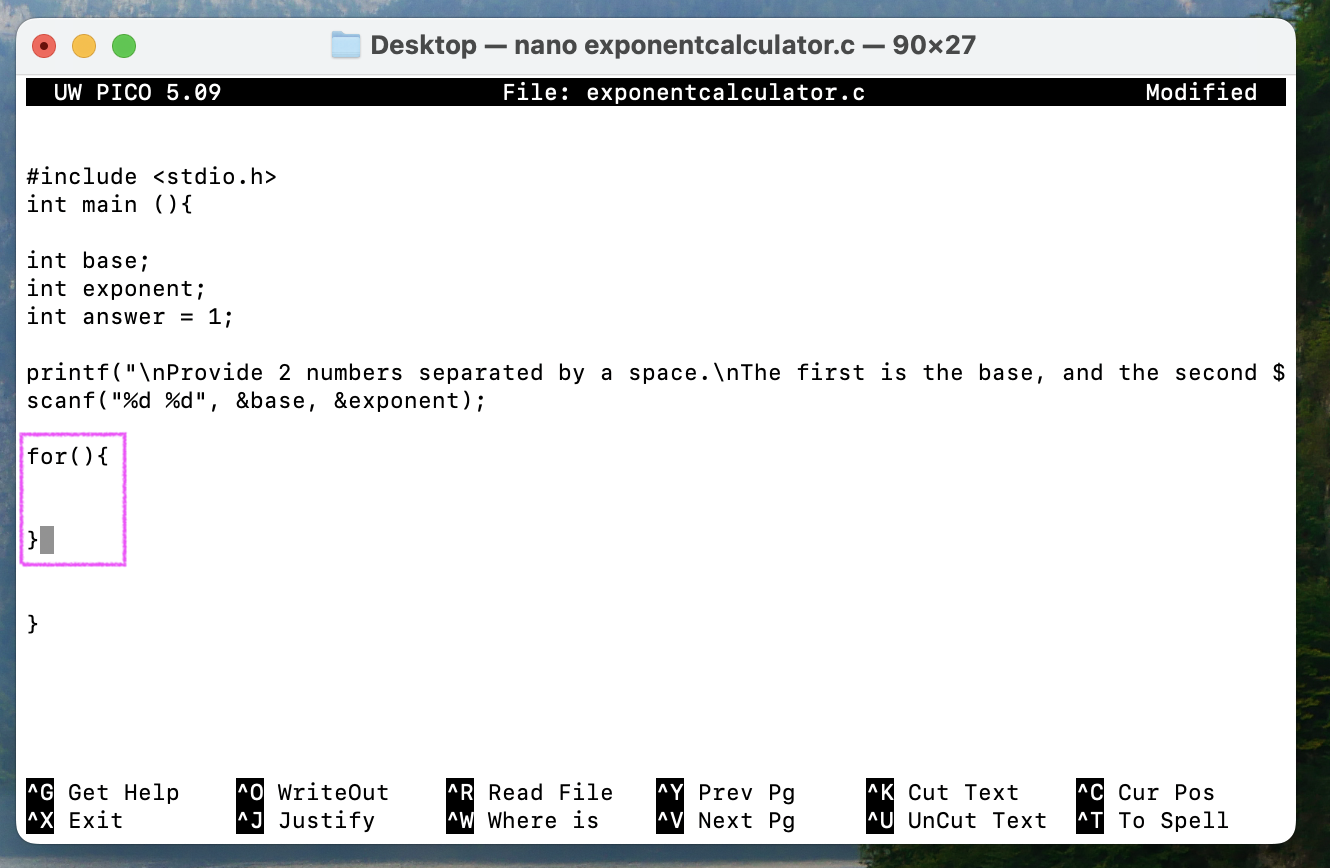 Desktop — nano exponentcalculator.c — 90×27
UW PICO 5.09 File: exponentcalculator.c Modified
#include <stdio.h>
int main (){
int base;
int exponent;
int answer = 1;
printf("\nProvide 2 numbers separated by a space.\nThe first is the base, and the second $
scanf("%d %d", &base, &exponent);
for(){
}
}
^G Get Help ^O WriteOut ^R Read File ^Y Prev Pg ^K Cut Text ^C Cur Pos
^X Exit ^J Justify ^W Where is ^V Next Pg ^U UnCut Text ^T To Spell